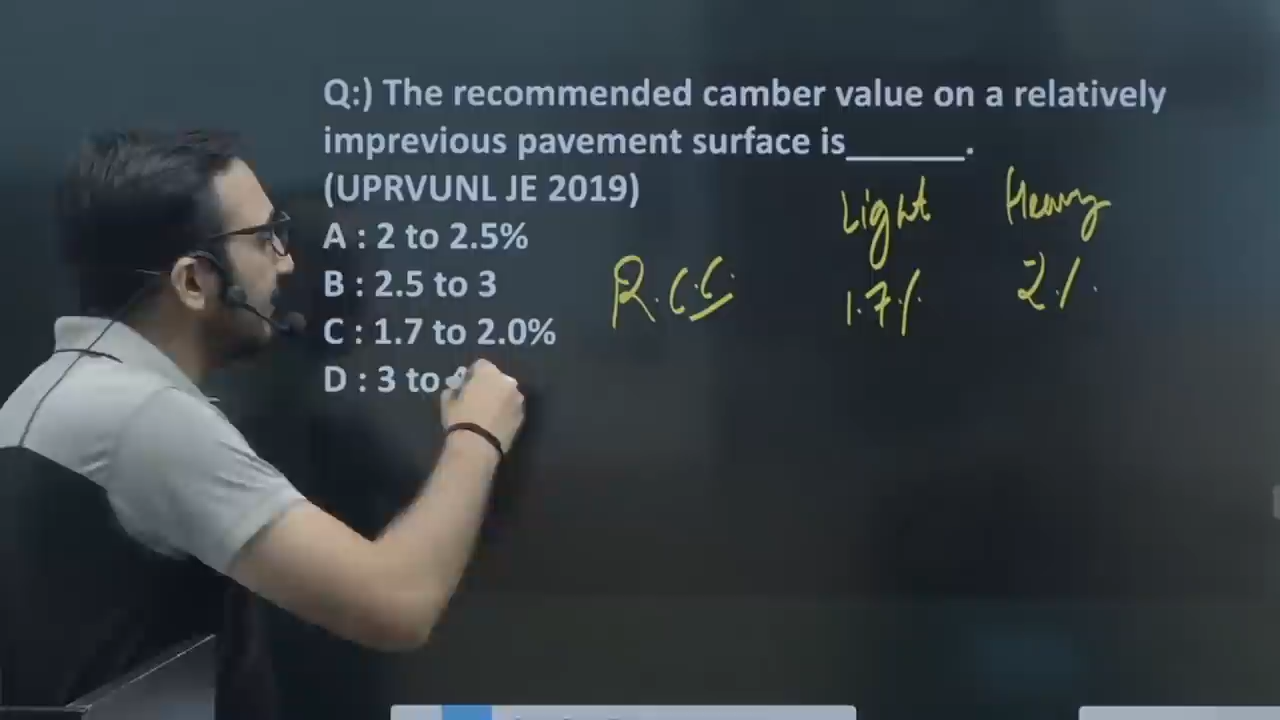 Q:) The recommended camber value on a relatively
imprevious pavement surface is______.
(UPRVUNL JE 2019)
A : 2 to 2.5%
B : 2.5 to 3
C : 1.7 to 2.0%
D : 3 to
Light Heavy
R.C.C. 1.7% 2%